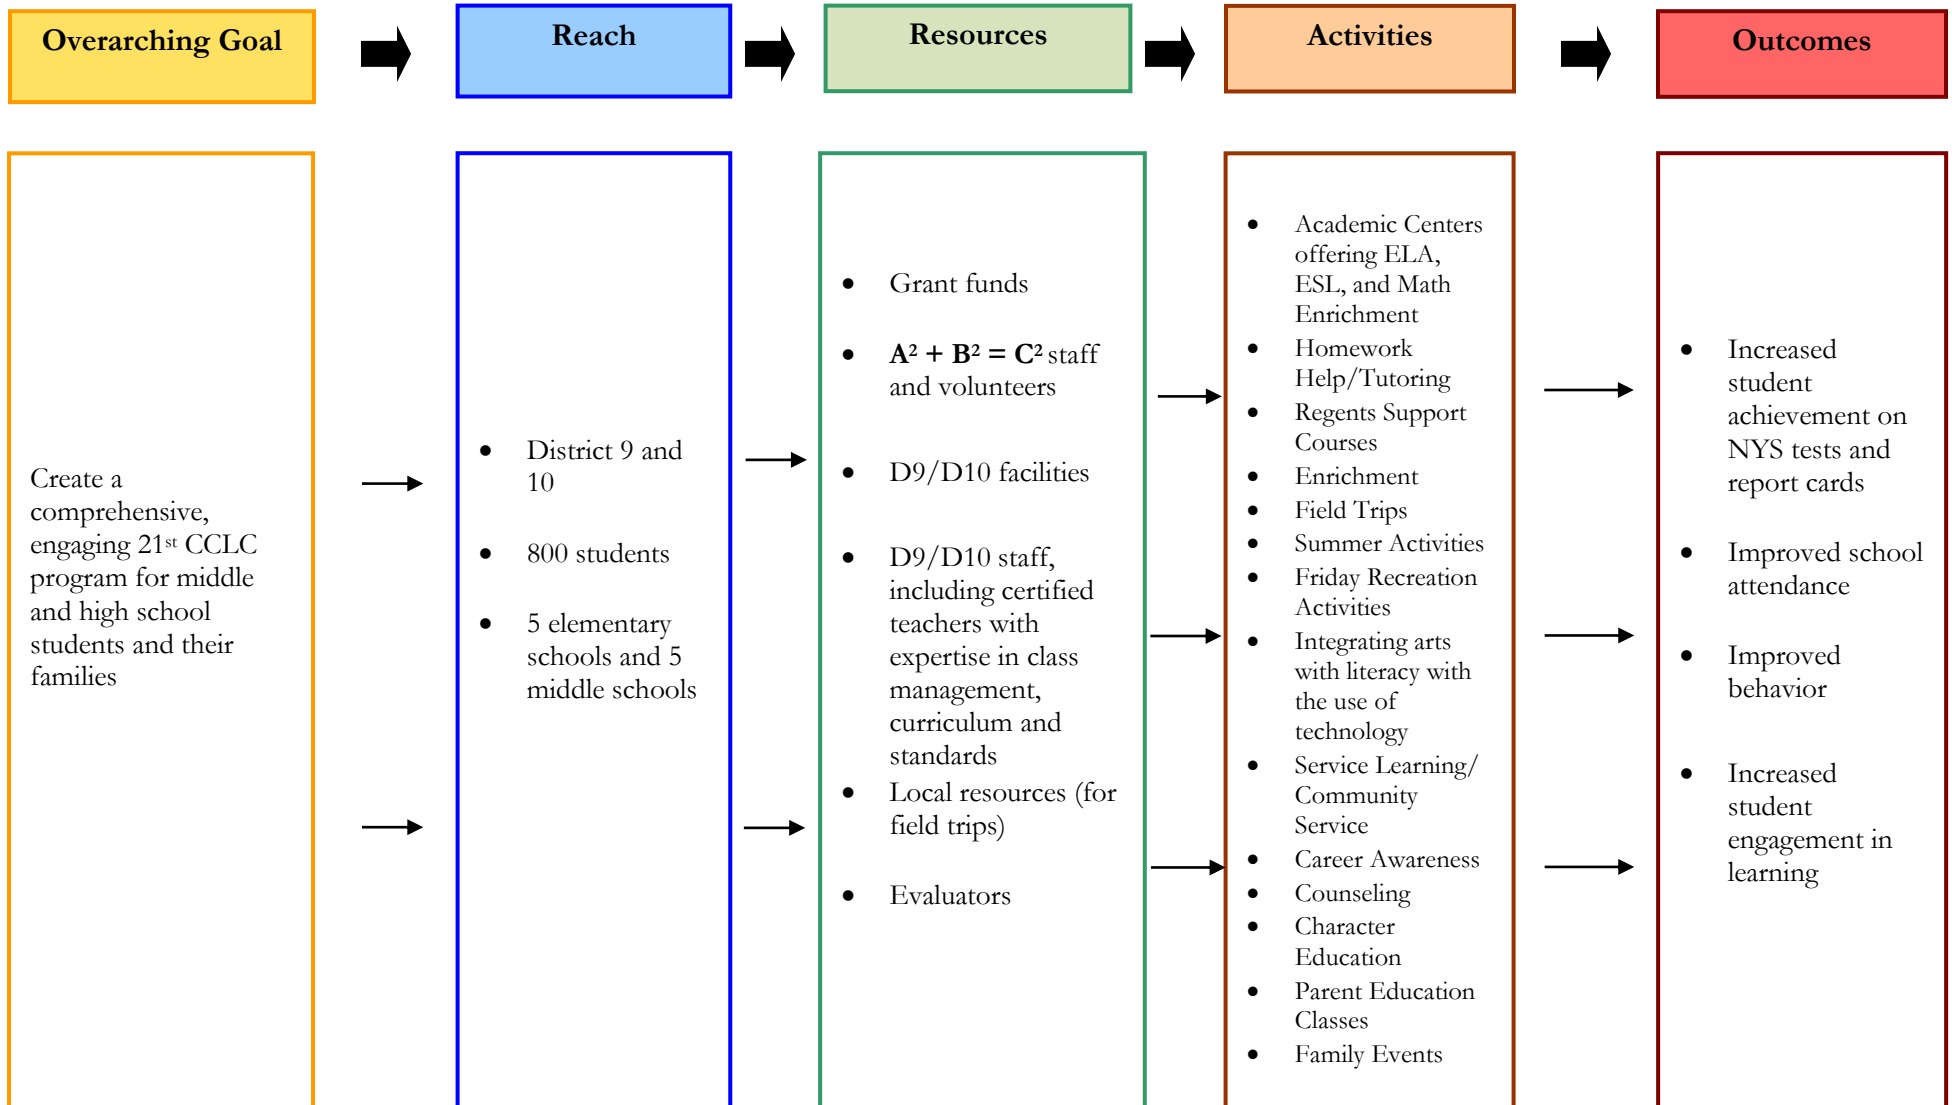 Overarching Goal
Reach
Resources
Activities
Outcomes
Create a
comprehensive,
engaging 21st CCLC
program for middle
and high school
students and their
families
• District 9 and
10
• 800 students
• 5 elementary
schools and 5
middle schools
• Grant funds
• A² + B² = C² staff
and volunteers
• D9/D10 facilities
• D9/D10 staff,
including certified
teachers with
expertise in class
management,
curriculum and
standards
• Local resources (for
field trips)
• Evaluators
• Academic Centers
offering ELA,
ESL, and Math
Enrichment
• Homework
Help/Tutoring
• Regents Support
Courses
• Enrichment
• Field Trips
• Summer Activities
• Friday Recreation
Activities
• Integrating arts
with literacy with
the use of
technology
• Service Learning/
Community
Service
• Career Awareness
• Counseling
• Character
Education
• Parent Education
Classes
• Family Events
• Increased
student
achievement on
NYS tests and
report cards
• Improved school
attendance
• Improved
behavior
• Increased
student
engagement in
learning